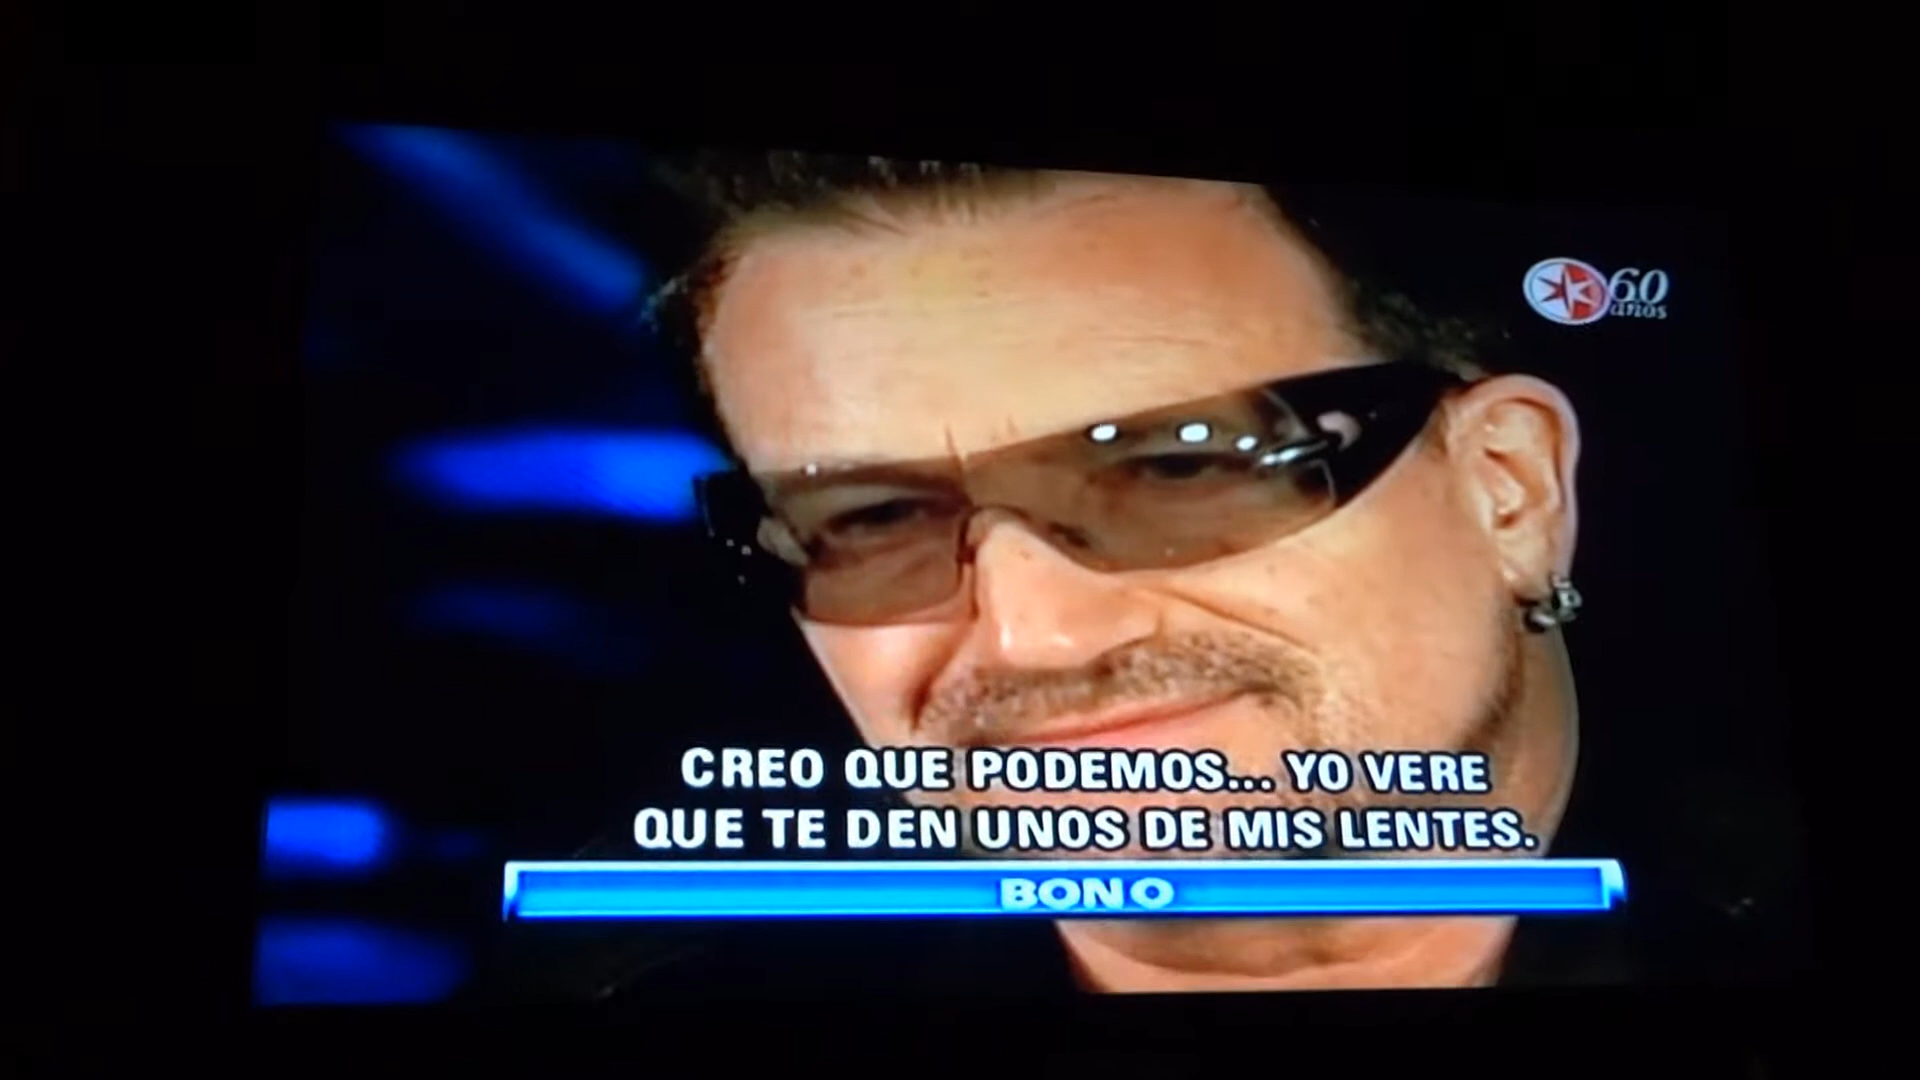 60
años
CREO QUE PODEMOS... YO VERE
QUE TE DEN UNOS DE MIS LENTES.
BONO